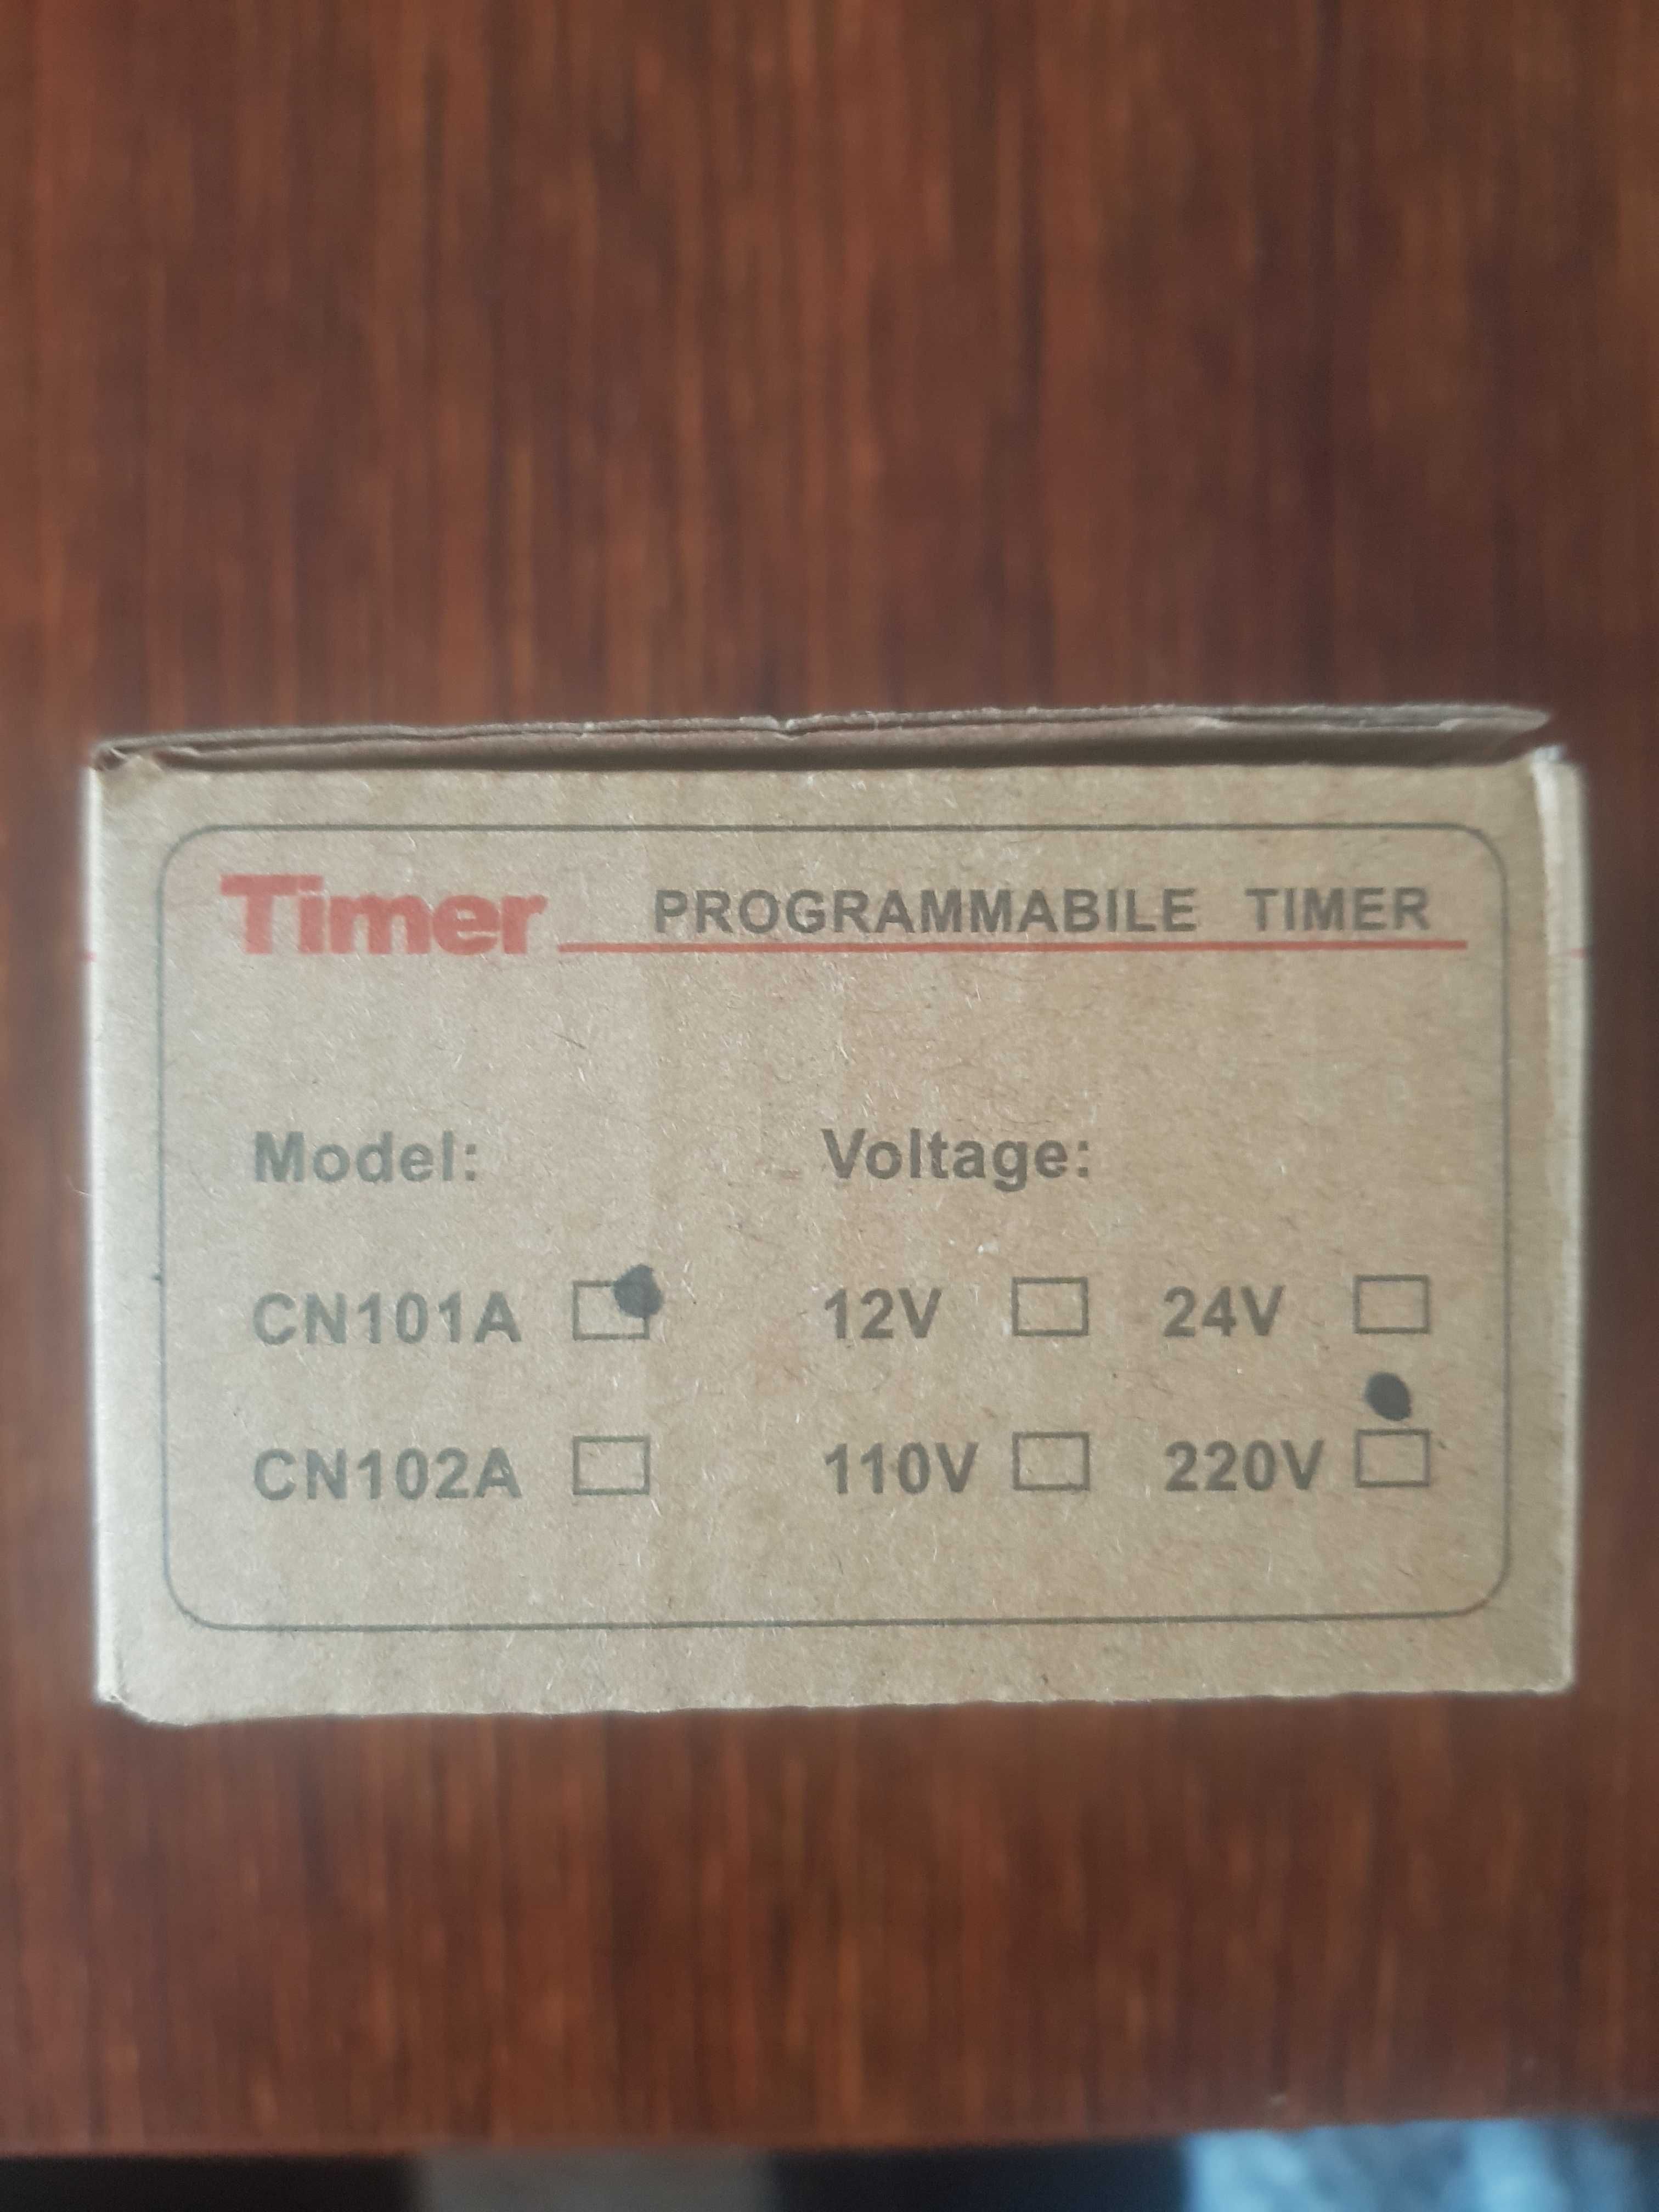 Timer PROGRAMMABILE TIMER
Model: Voltage:
CN101A 12V 24V
CN102A 110V 220V